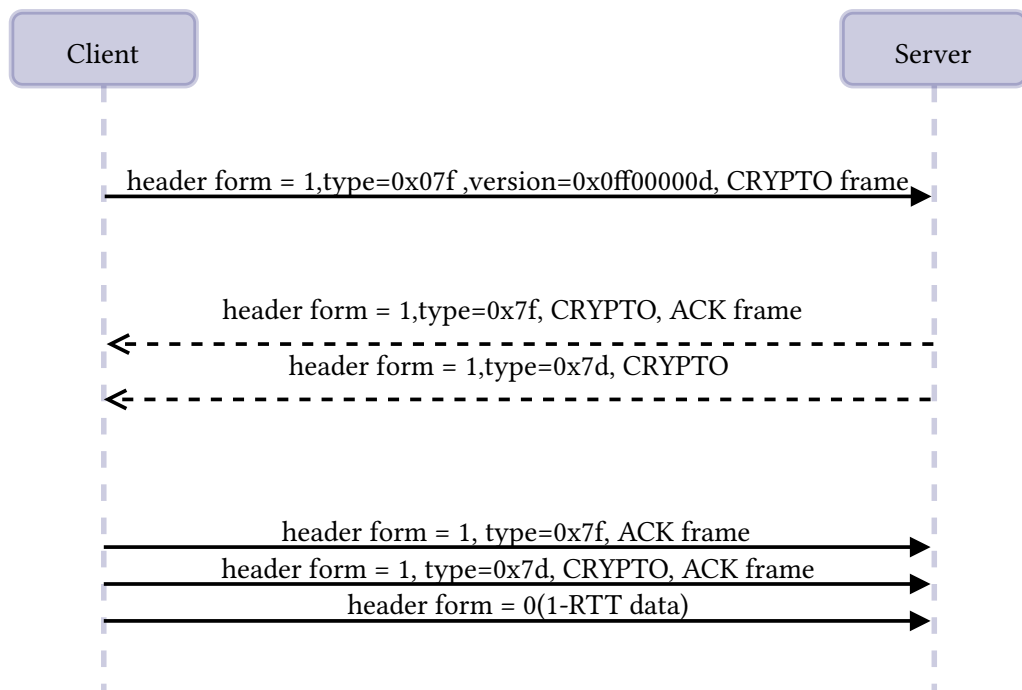 Client
Server
header form = 1,type=0x07f ,version=0x0ff00000d, CRYPTO frame
header form = 1,type=0x7f, CRYPTO, ACK frame
header form = 1,type=0x7d, CRYPTO
header form = 1, type=0x7f, ACK frame
header form = 1, type=0x7d, CRYPTO, ACK frame
header form = 0(1-RTT data)